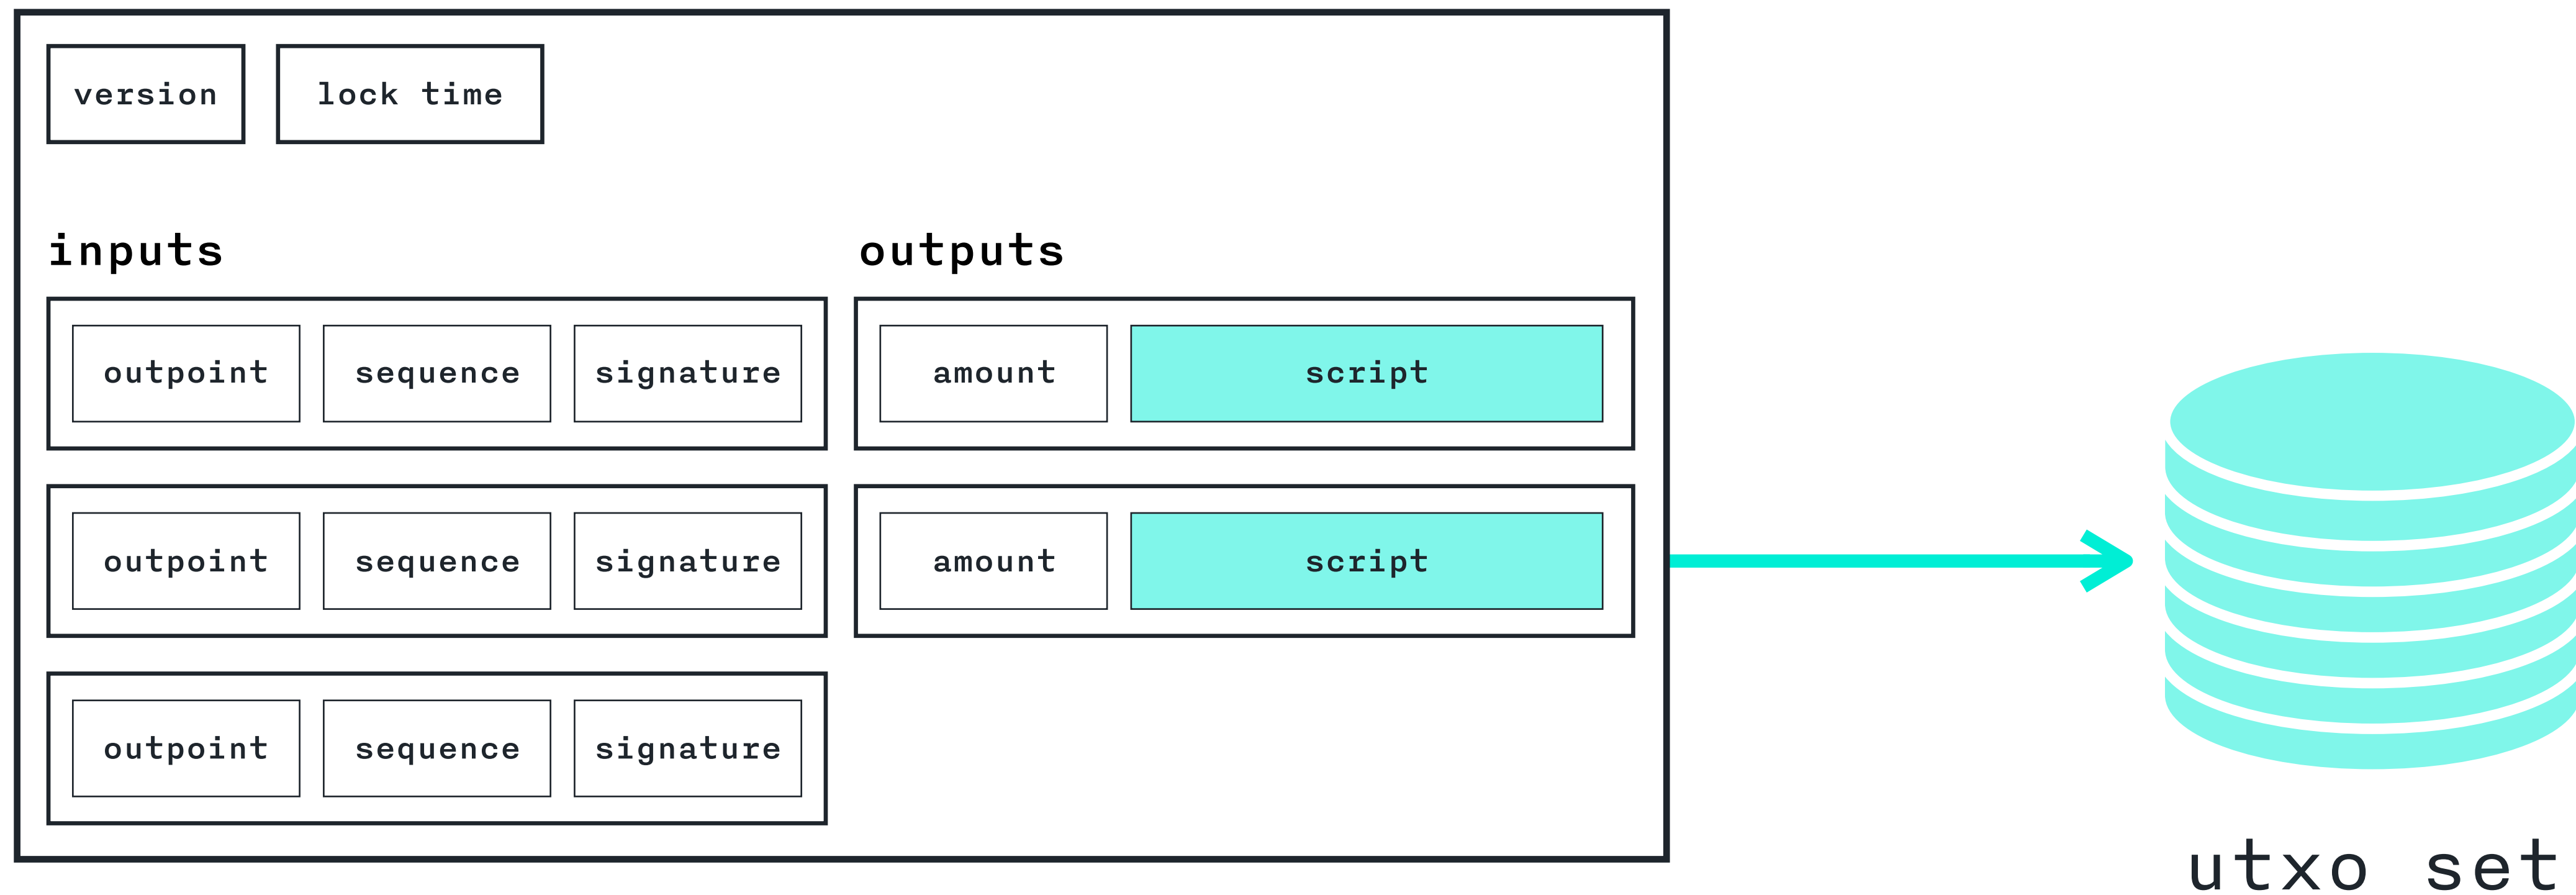 version lock time
inputs outputs
outpoint sequence signature amount script
outpoint sequence signature amount script
outpoint sequence signature
utxo set